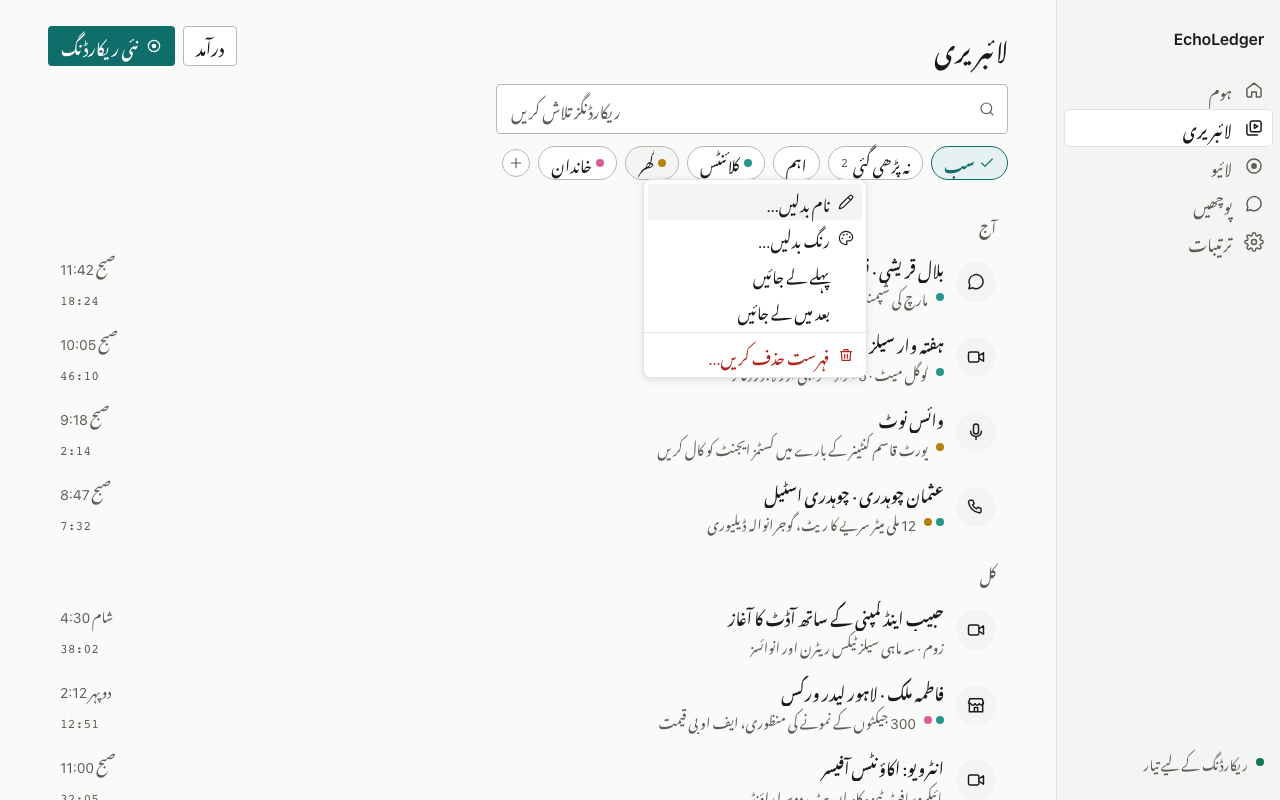 EchoLedger
ہوم
لائبریری
لائیو
پوچھیں
ترتیبات
ریکارڈنگ کے لیے تیار
لائبریری
درآمد
نئی ریکارڈنگ
ریکارڈنگز تلاش کریں
سب
نہ پڑھی گئی 2
اہم
کلائنٹس
گھر
خاندان
نام بدلیں...
رنگ بدلیں...
پہلے لے جائیں
بعد میں لے جائیں
فہرست حذف کریں...
آج
بلال قریشی ·
11:42 صبح
مارچ کی
18:24
ہفتہ وار سیلز
10:05 صبح
گوگل میٹ ·
46:10
وائس نوٹ
9:18 صبح
پورٹ قاسم کنٹینر کے بارے میں کسٹمز ایجنٹ کو کال کریں
2:14
عثمان چوہدری · چوہدری اسٹیل
8:47 صبح
12 ملی میٹر سریے کا ریٹ، گوجرانوالہ ڈیلیوری
7:32
کل
حبیب اینڈ کمپنی کے ساتھ آڈٹ کا آغاز
4:30 شام
زوم · سہ ماہی سیلز ٹیکس ریٹرن اور انوائسز
38:02
فاطمہ ملک · لاہور لیدر ورکس
2:12 دوپہر
300 جیکٹوں کے نمونے کی منظوری، ایف او بی قیمت
12:51
انٹرویو: اکاؤنٹس آفیسر
11:00 صبح
32:05